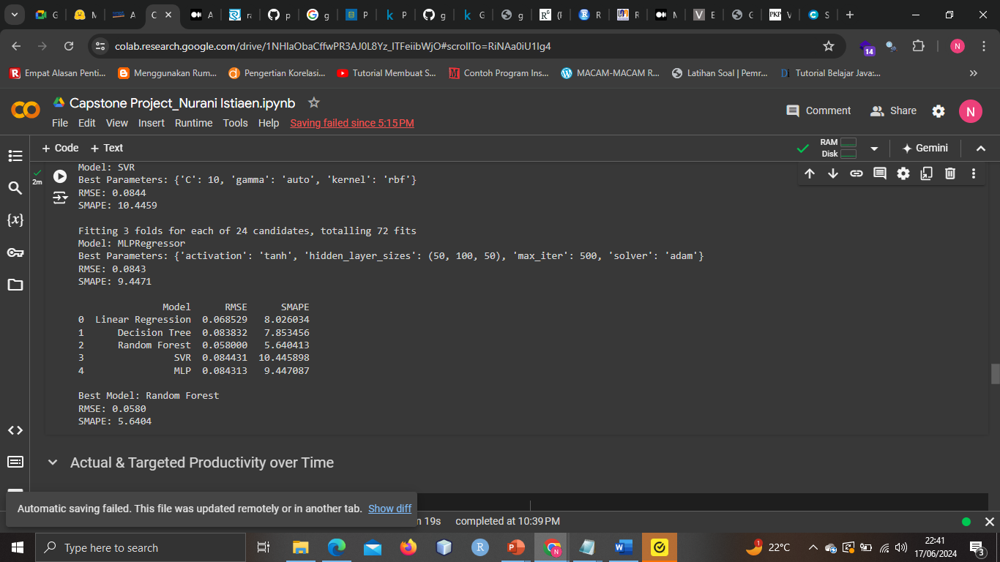 G
M
A
C
A
ra
p
g
P
P
g
G
g
(F
R
R
M
E
G
V
S
colab.research.google.com/drive/1NHlaObaCffwPR3AJ0L8Yz_ITFeiibWjO#scrollTo=RiNAa0iU1Ig4
14
N
Empat Alasan Penti...
Menggunakan Rum...
Pengertian Korelasi...
Tutorial Membuat S...
Contoh Program Ins...
MACAM-MACAM R...
Latihan Soal | Pemr...
Tutorial Belajar Java:...
Capstone Project_Nurani Istiaen.ipynb
Comment
Share
N
File Edit View Insert Runtime Tools Help Saving failed since 5:15 PM
+ Code + Text
RAM
Disk
Gemini
2m
Model: SVR
Best Parameters: {'C': 10, 'gamma': 'auto', 'kernel': 'rbf'}
RMSE: 0.0844
SMAPE: 10.4459
Fitting 3 folds for each of 24 candidates, totalling 72 fits
Model: MLPRegressor
Best Parameters: {'activation': 'tanh', 'hidden_layer_sizes': (50, 100, 50), 'max_iter': 500, 'solver': 'adam'}
RMSE: 0.0843
SMAPE: 9.4471
Model RMSE SMAPE
0 Linear Regression 0.068529 8.026034
1 Decision Tree 0.083832 7.853456
2 Random Forest 0.058000 5.640413
3 SVR 0.084431 10.445898
4 MLP 0.084313 9.447087
Best Model: Random Forest
RMSE: 0.0580
SMAPE: 5.6404
Actual & Targeted Productivity over Time
Automatic saving failed. This file was updated remotely or in another tab. Show diff
19s completed at 10:39 PM
Type here to search
1
22°C
22:41
17/06/2024
3